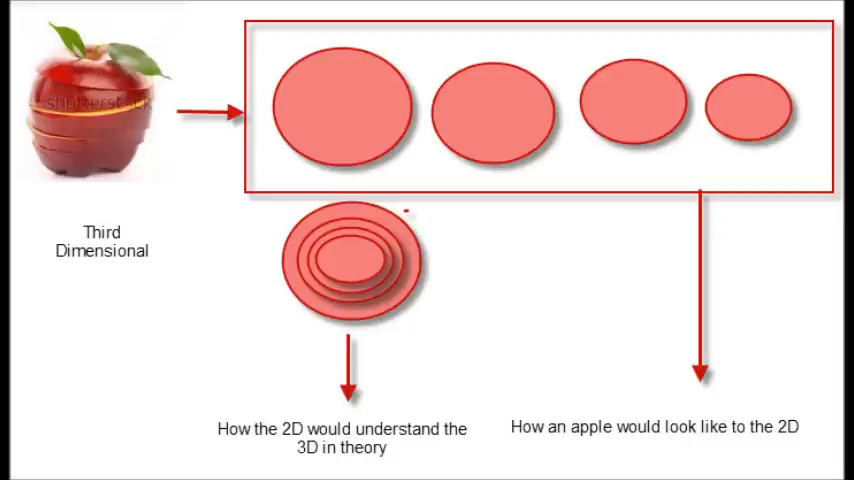 shutterstock
Third
Dimensional
How the 2D would understand the
3D in theory
How an apple would look like to the 2D